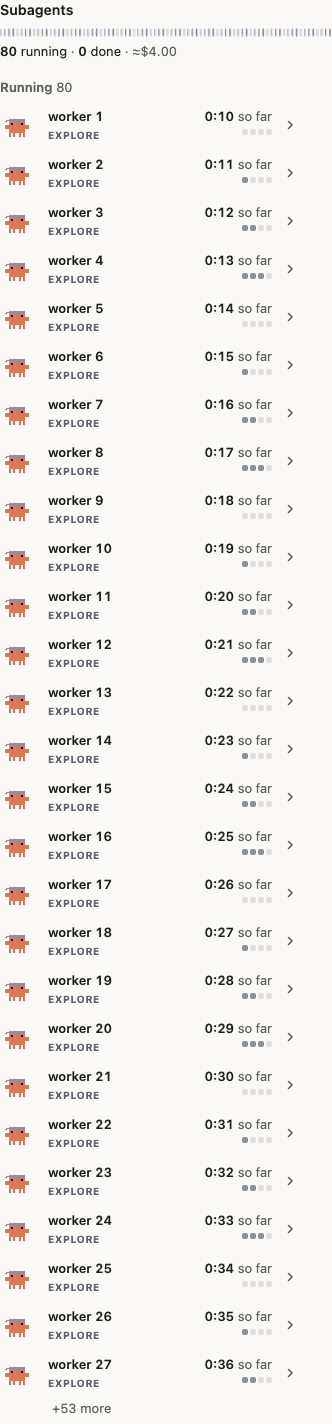 Subagents
80 running · 0 done · ≈$4.00
Running 80
worker 1 0:10 so far
EXPLORE
worker 2 0:11 so far
EXPLORE
worker 3 0:12 so far
EXPLORE
worker 4 0:13 so far
EXPLORE
worker 5 0:14 so far
EXPLORE
worker 6 0:15 so far
EXPLORE
worker 7 0:16 so far
EXPLORE
worker 8 0:17 so far
EXPLORE
worker 9 0:18 so far
EXPLORE
worker 10 0:19 so far
EXPLORE
worker 11 0:20 so far
EXPLORE
worker 12 0:21 so far
EXPLORE
worker 13 0:22 so far
EXPLORE
worker 14 0:23 so far
EXPLORE
worker 15 0:24 so far
EXPLORE
worker 16 0:25 so far
EXPLORE
worker 17 0:26 so far
EXPLORE
worker 18 0:27 so far
EXPLORE
worker 19 0:28 so far
EXPLORE
worker 20 0:29 so far
EXPLORE
worker 21 0:30 so far
EXPLORE
worker 22 0:31 so far
EXPLORE
worker 23 0:32 so far
EXPLORE
worker 24 0:33 so far
EXPLORE
worker 25 0:34 so far
EXPLORE
worker 26 0:35 so far
EXPLORE
worker 27 0:36 so far
EXPLORE
+53 more